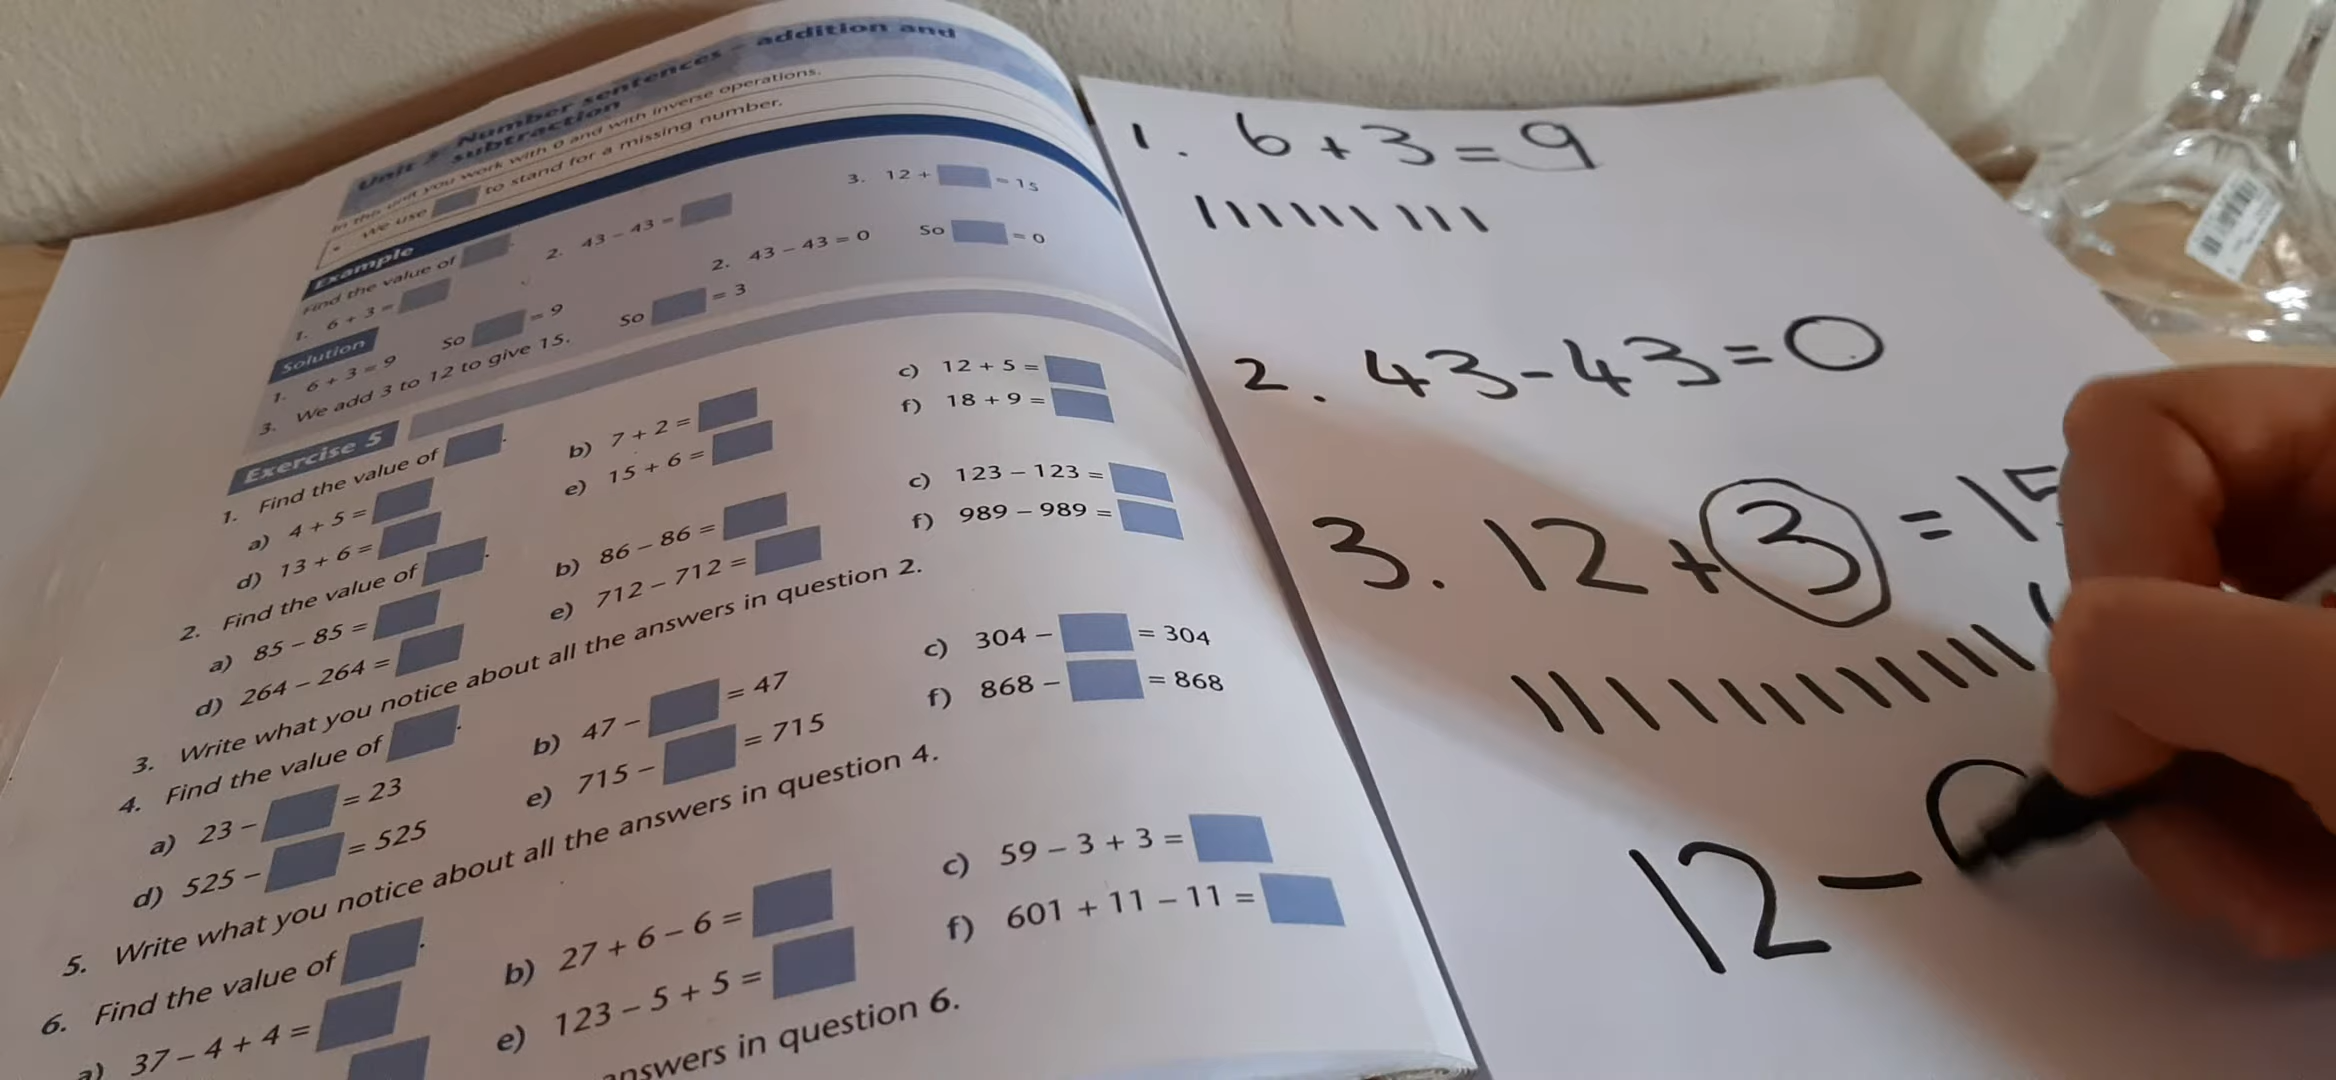 Unit 5 Number sentences – addition and
subtraction
In this unit you work with 0 and with inverse operations.
• We use to stand for a missing number.
Example
Find the value of .
1. 6 + 3 =
2. 43 – 43 =
3. 12 + = 15
Solution
1. 6 + 3 = 9 So = 9
2. 43 – 43 = 0 So = 0
3. We add 3 to 12 to give 15. So = 3
Exercise 5
1. Find the value of .
a) 4 + 5 =
b) 7 + 2 =
c) 12 + 5 =
d) 13 + 6 =
e) 15 + 6 =
f) 18 + 9 =
2. Find the value of .
a) 85 – 85 =
b) 86 – 86 =
c) 123 – 123 =
d) 264 – 264 =
e) 712 – 712 =
f) 989 – 989 =
3. Write what you notice about all the answers in question 2.
4. Find the value of .
a) 23 – = 23
b) 47 – = 47
c) 304 – = 304
d) 525 – = 525
e) 715 – = 715
f) 868 – = 868
5. Write what you notice about all the answers in question 4.
6. Find the value of .
a) 37 – 4 + 4 =
b) 27 + 6 – 6 =
c) 59 – 3 + 3 =
e) 123 – 5 + 5 =
f) 601 + 11 – 11 =
answers in question 6.
1. 6 + 3 = 9
2. 43 - 43 = 0
3. 12 + 3 = 15
12 -